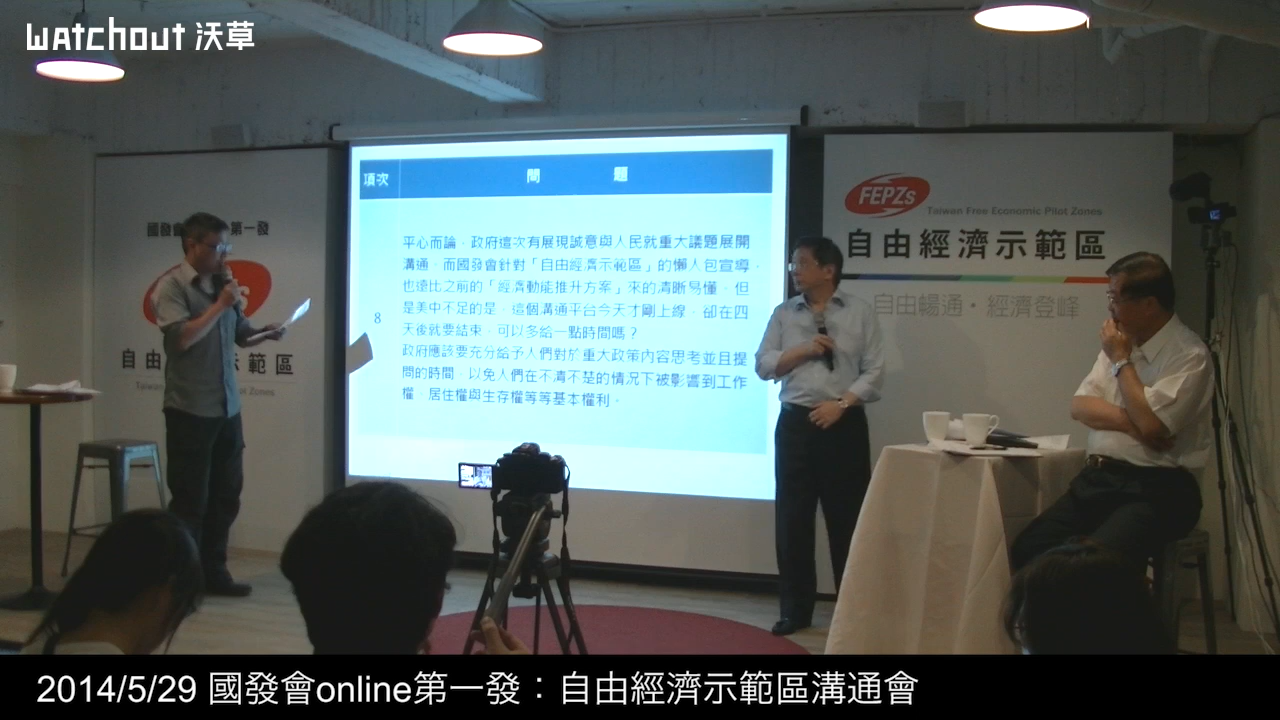 WATCHOUT 沃草
國發會
第一發
FEPZs
自由
示範區
Pilot Zones
項次 問 題
8
平心而論，政府這次有展現誠意與人民就重大議題展開
溝通，而國發會針對「自由經濟示範區」的懶人包宣導，
也遠比之前的「經濟動能推升方案」來的清晰易懂，但
是美中不足的是，這個溝通平台今天才剛上線，卻在四
天後就要結束，可以多給一點時間嗎？
政府應該要充分給予人們對於重大政策內容思考並且提
問的時間，以免人們在不清不楚的情况下被影響到工作
權，居住權與生存權等等基本權利。
FEPZs
Taiwan Free Economic Pilot Zones
自由經濟示範區
自由暢通・經濟登峰
2014/5/29 國發會online第一發：自由經濟示範區溝通會